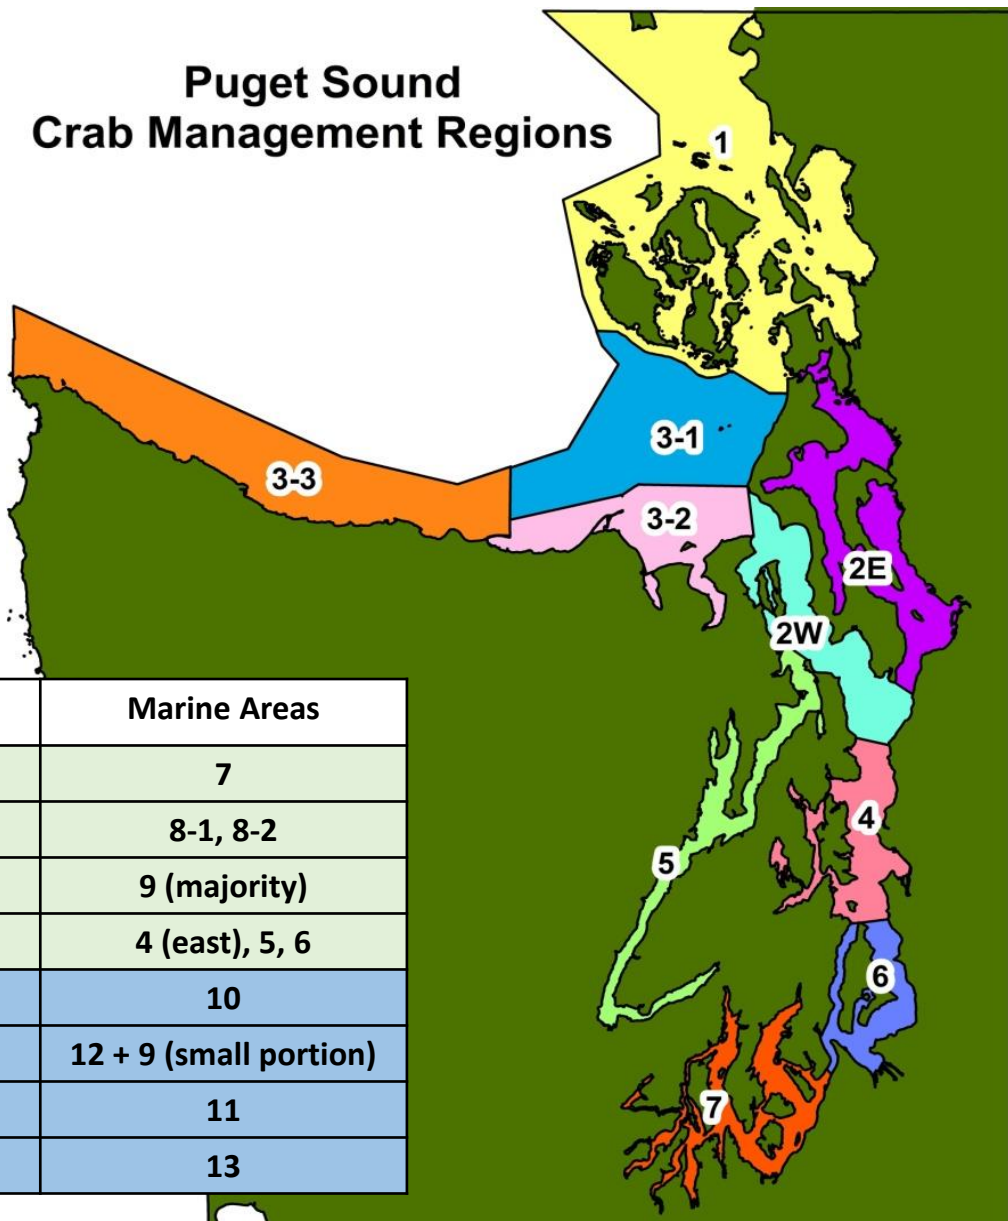 Puget Sound
Crab Management Regions
1
3-1
3-3
3-2
2E
2W
Marine Areas
7
8-1, 8-2
9 (majority)
4 (east), 5, 6
10
12 + 9 (small portion)
11
13
4
5
6
7